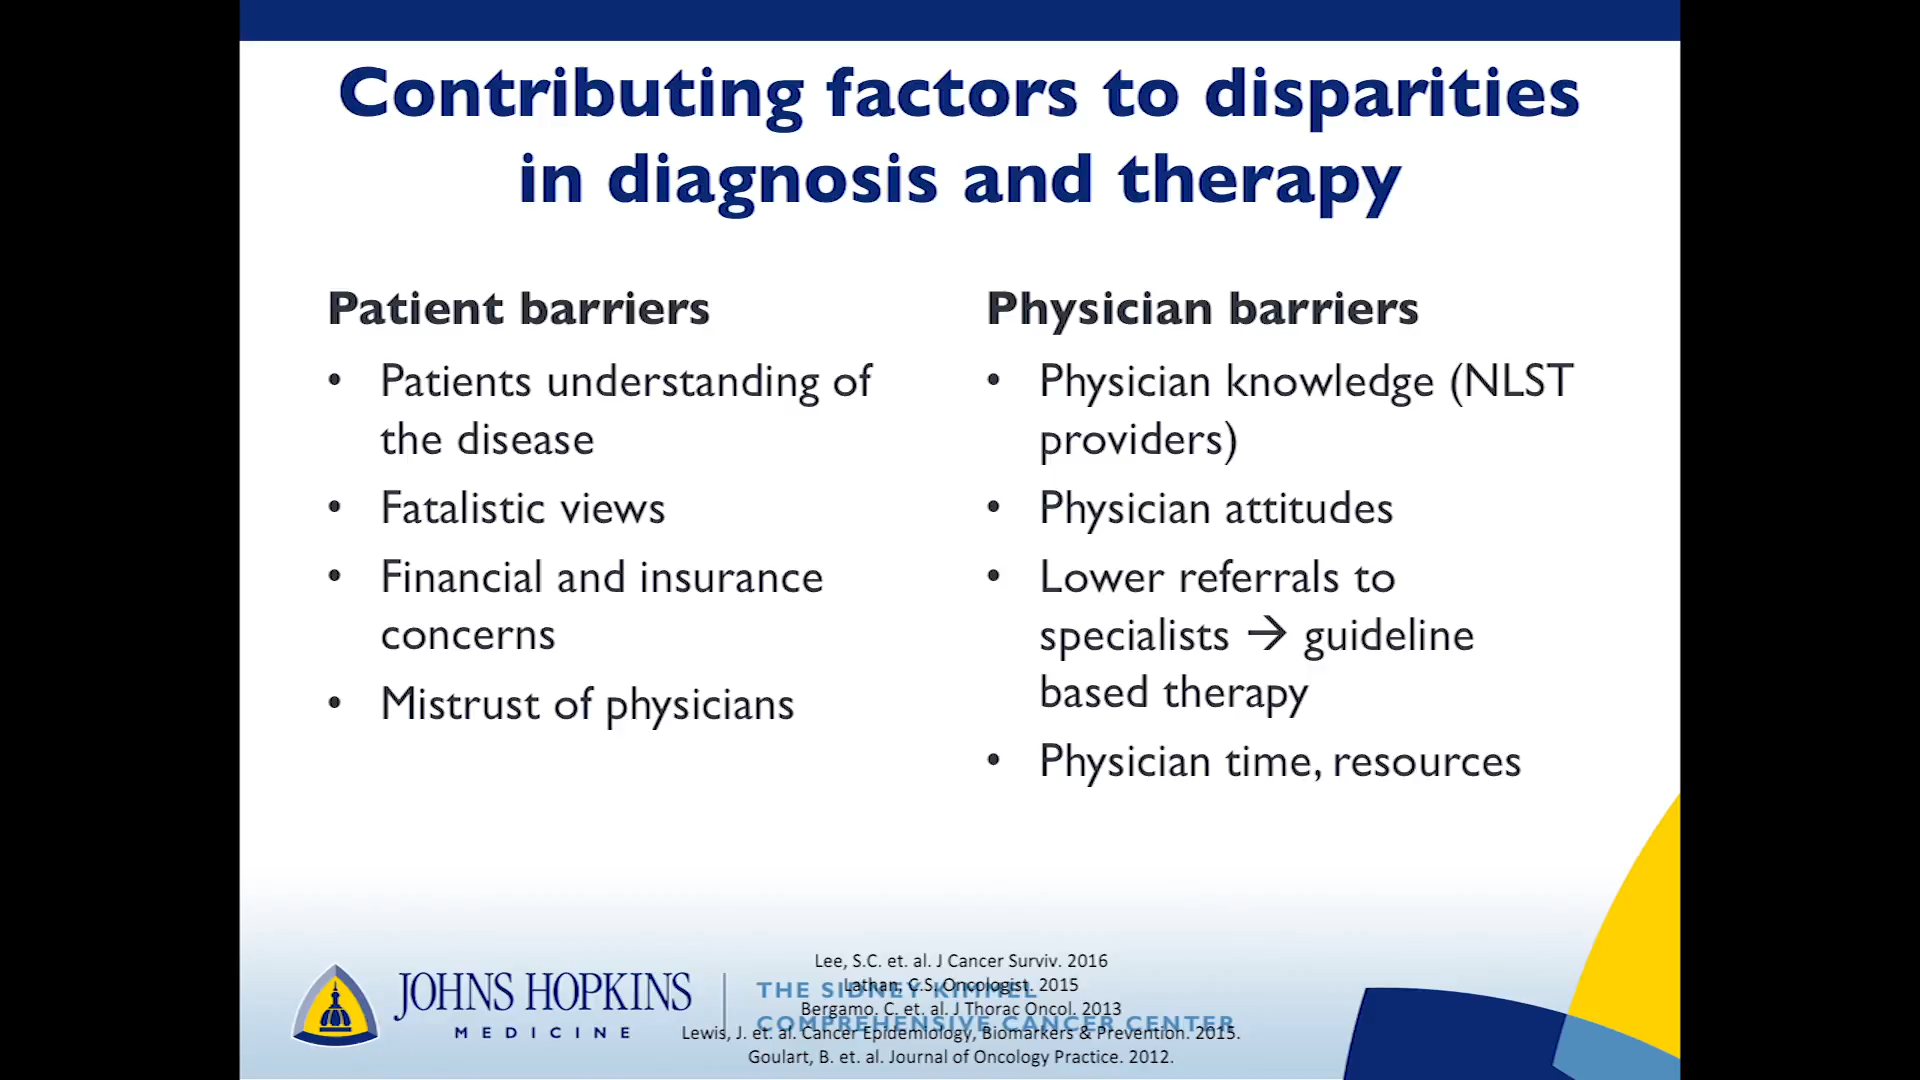 Contributing factors to disparities
in diagnosis and therapy
Patient barriers
• Patients understanding of
the disease
• Fatalistic views
• Financial and insurance
concerns
• Mistrust of physicians
Physician barriers
• Physician knowledge (NLST
providers)
• Physician attitudes
• Lower referrals to
specialists → guideline
based therapy
• Physician time, resources
JOHNS HOPKINS
MEDICINE
THE SIDNEY KIMMEL
COMPREHENSIVE CANCER CENTER
Lee, S.C. et. al. J Cancer Surviv. 2016
Lathan, C.S. Oncologist. 2015
Bergamo. C. et. al. J Thorac Oncol. 2013
Lewis, J. et. al. Cancer Epidemiology, Biomarkers & Prevention. 2015.
Goulart, B. et. al. Journal of Oncology Practice. 2012.